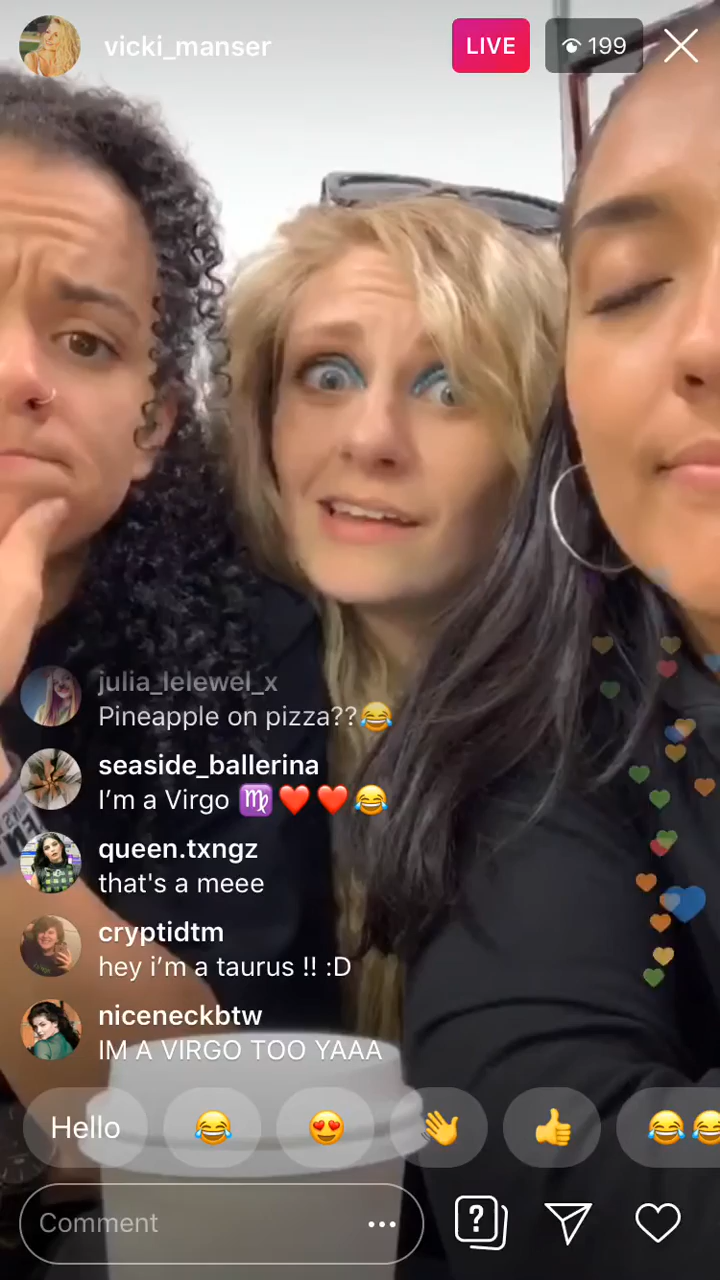 vicki_manser
LIVE
199
julia_lelewel_x
Pineapple on pizza??😂
seaside_ballerina
I’m a Virgo ♍❤️❤️😂
queen.txngz
that's a meee
cryptidtm
hey i’m a taurus !! :D
niceneckbtw
IM A VIRGO TOO YAAA
Hello 😂 😍 👋 👍 😂😂
Comment
?